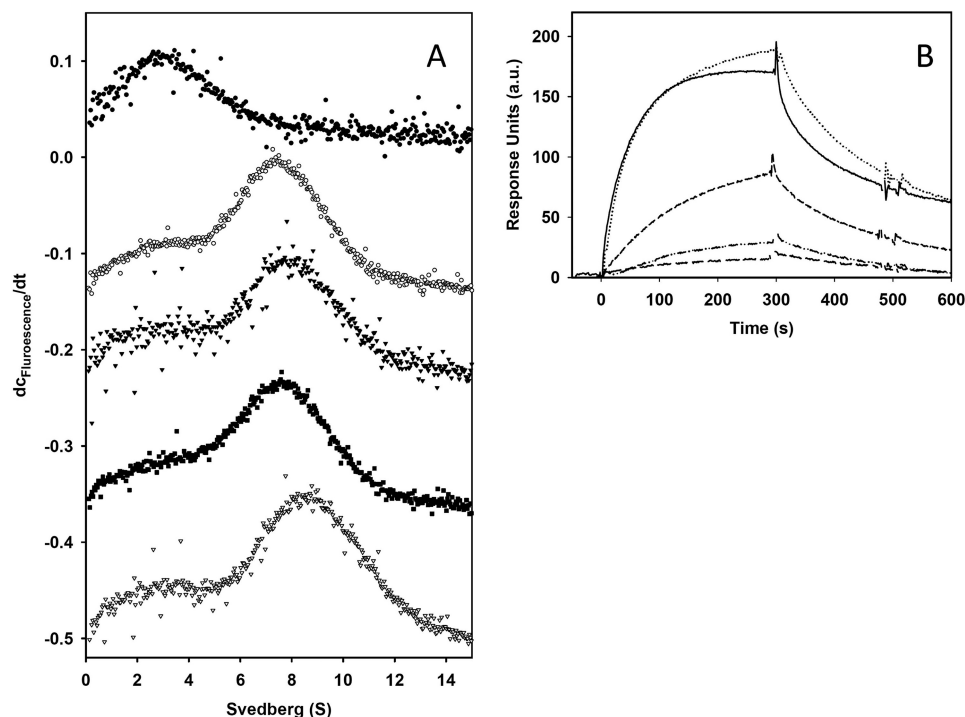 A
0.1
0.0
-0.1
-0.2
-0.3
-0.4
-0.5
dcFluroescence/dt
0 2 4 6 8 10 12 14
Svedberg (S)
B
200
150
100
50
0
Response Units (a.u.)
0 100 200 300 400 500 600
Time (s)